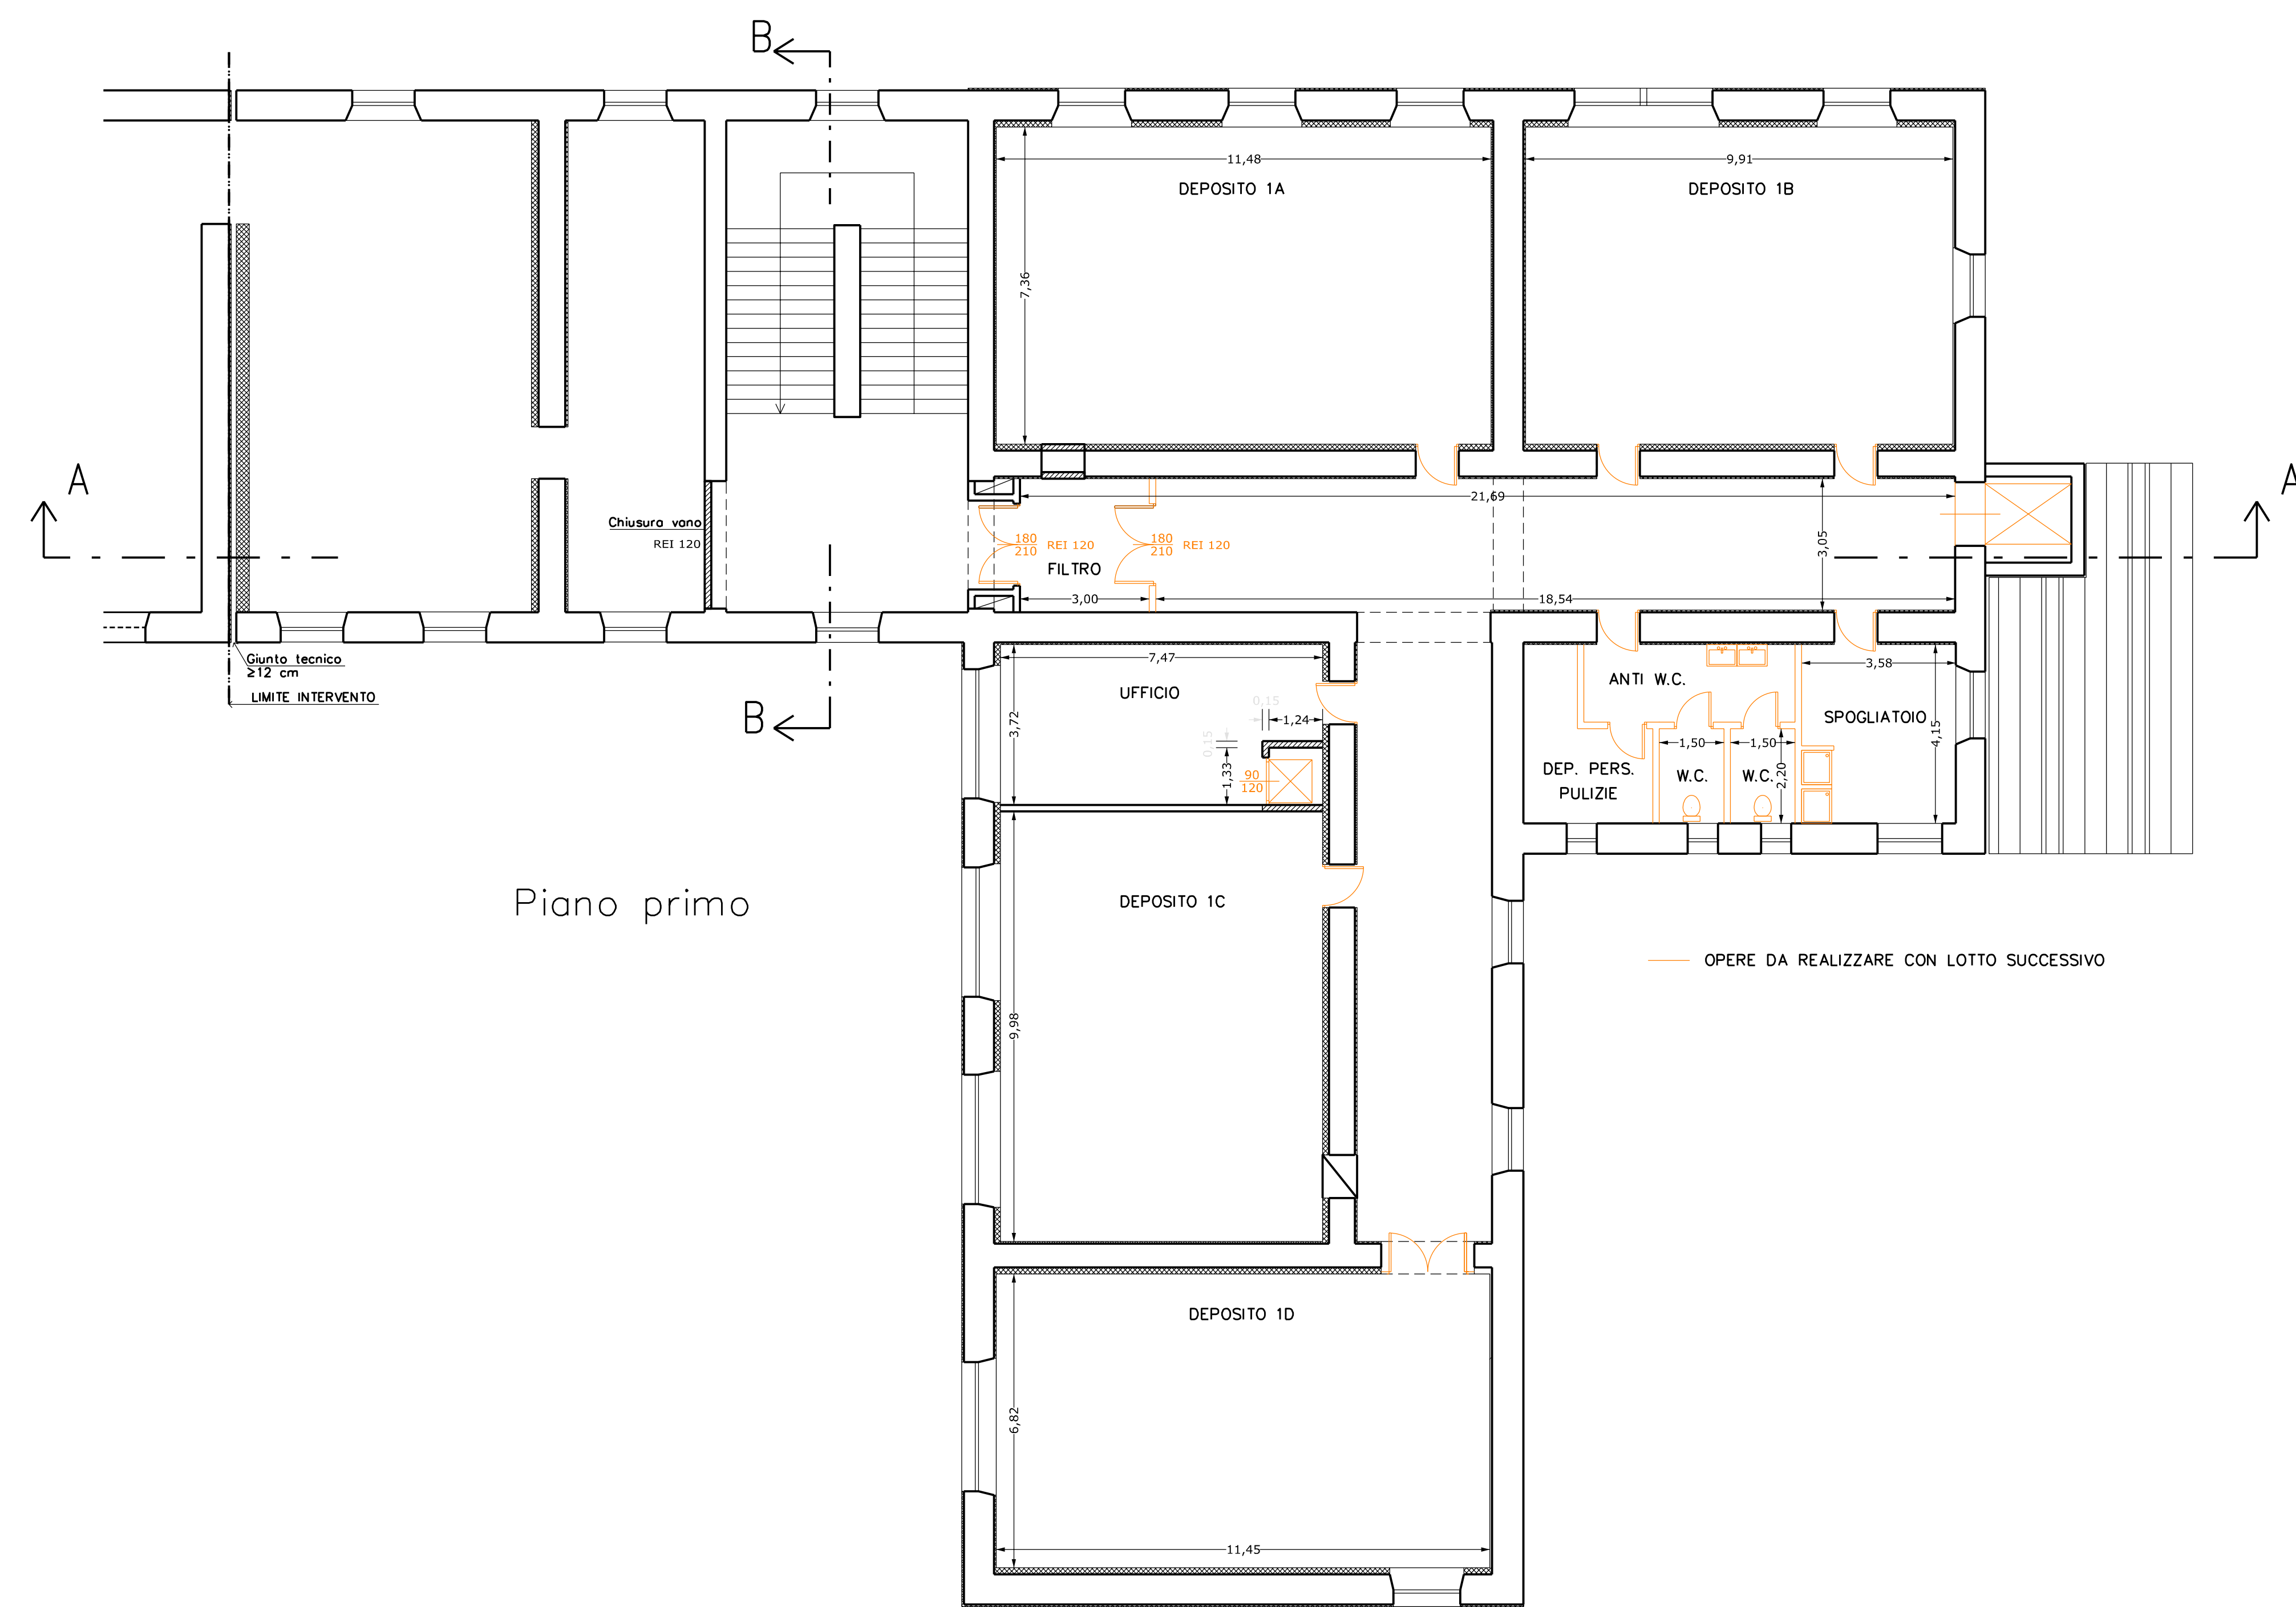 B
11,48
9,91
DEPOSITO 1A
DEPOSITO 1B
7,36
A
A
21,69
Chiusura vano
REI 120
180
210
REI 120
180
210
REI 120
3,05
FILTRO
3,00
18,54
Giunto tecnico
≥12 cm
LIMITE INTERVENTO
B
7,47
UFFICIO
3,72
0,15
1,24
0,15
1,33
90
120
ANTI W.C.
3,58
SPOGLIATOIO
4,15
1,50
1,50
DEP. PERS.
PULIZIE
W.C.
W.C.
2,20
Piano primo
DEPOSITO 1C
9,98
OPERE DA REALIZZARE CON LOTTO SUCCESSIVO
DEPOSITO 1D
6,82
11,45